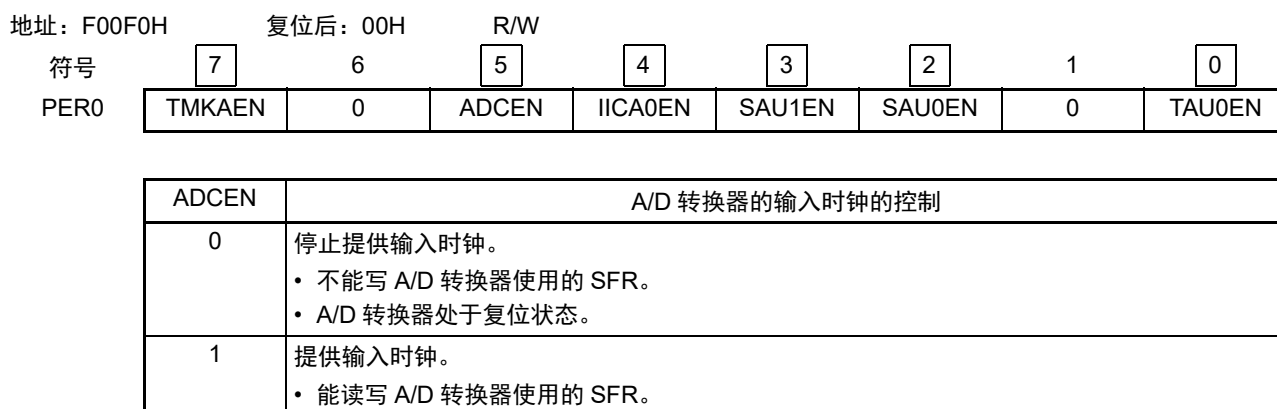 地址：F00F0H 复位后：00H R/W
符号 7 6 5 4 3 2 1 0
PER0 TMKAEN 0 ADCEN IICA0EN SAU1EN SAU0EN 0 TAU0EN
ADCEN A/D 转换器的输入时钟的控制
0 停止提供输入时钟。
• 不能写 A/D 转换器使用的 SFR。
• A/D 转换器处于复位状态。
1 提供输入时钟。
• 能读写 A/D 转换器使用的 SFR。